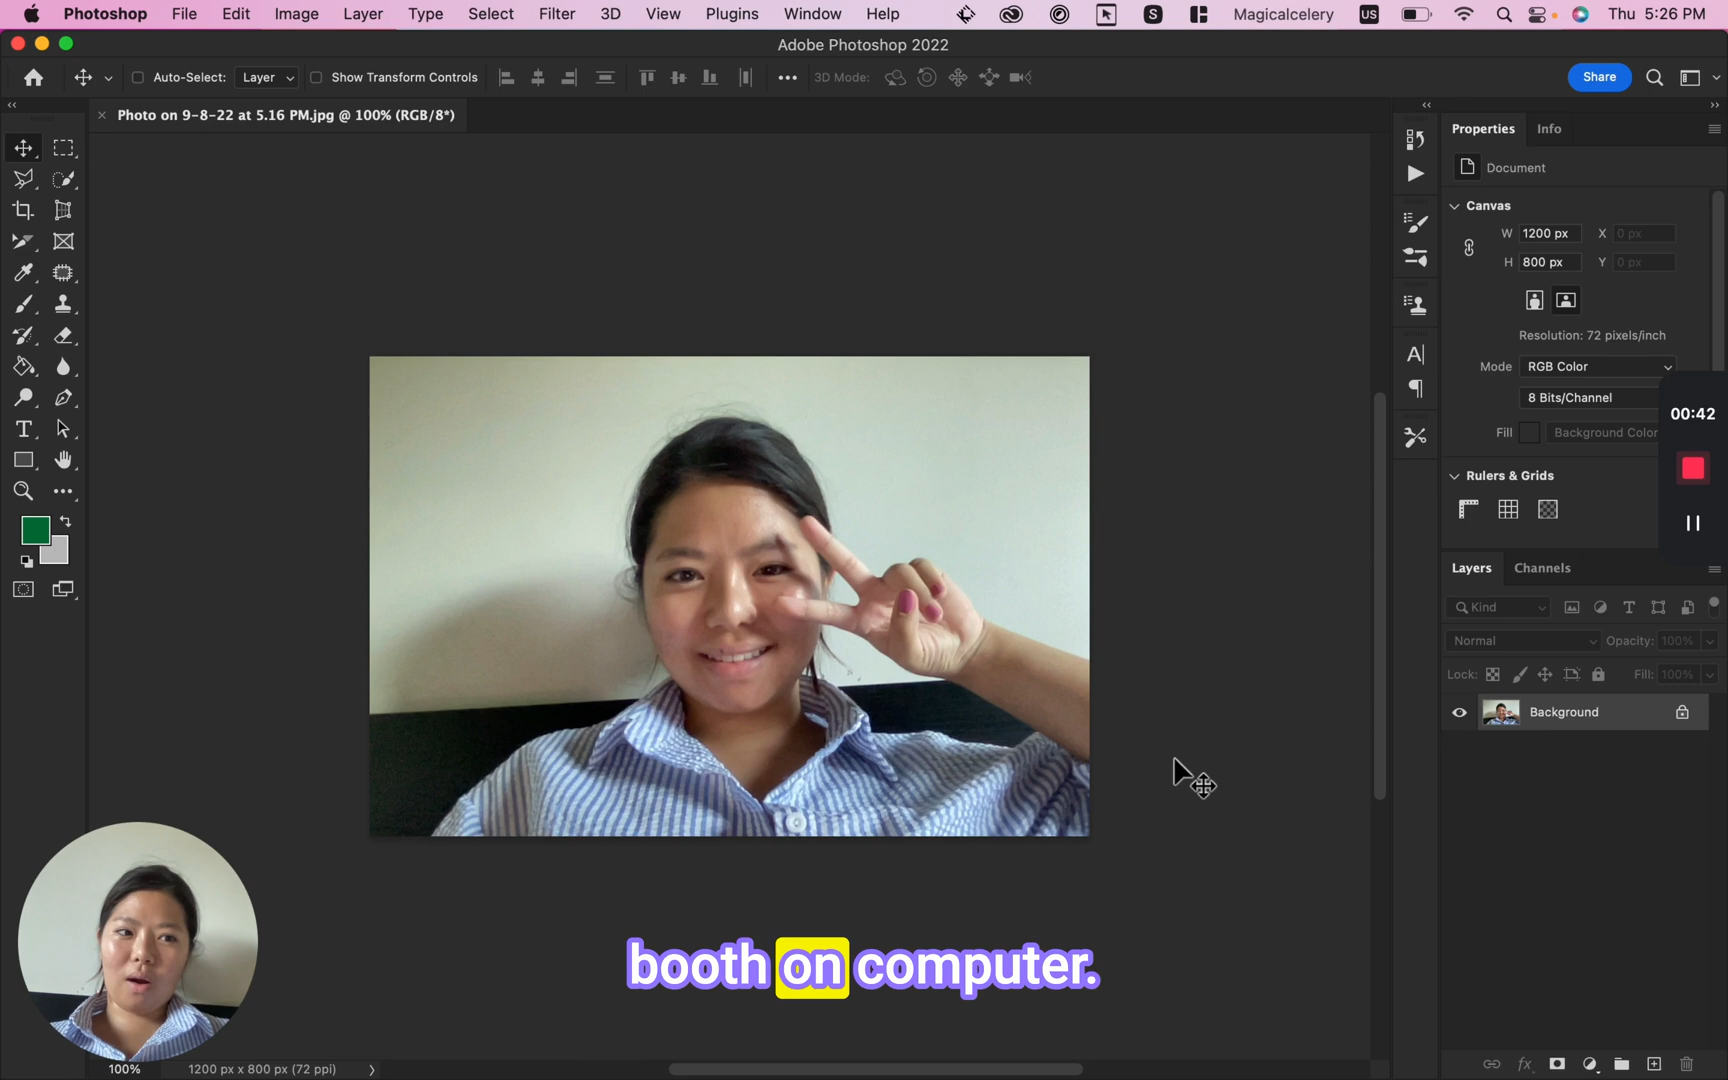 Photoshop File Edit Image Layer Type Select Filter 3D View Plugins Window Help S Magicalcelery US Thu 5:26 PM
Adobe Photoshop 2022
Auto-Select: Layer Show Transform Controls 3D Mode: Share
Photo on 9-8-22 at 5.16 PM.jpg @ 100% (RGB/8*)
Properties Info
Document
Canvas
W 1200 px X 0 px
H 800 px Y 0 px
Resolution: 72 pixels/inch
Mode RGB Color
8 Bits/Channel
00:42
Fill Background Color
Rulers & Grids
Layers Channels
Kind
Normal Opacity: 100%
Lock: Fill: 100%
Background
booth on computer.
100% 1200 px x 800 px (72 ppi)
fx